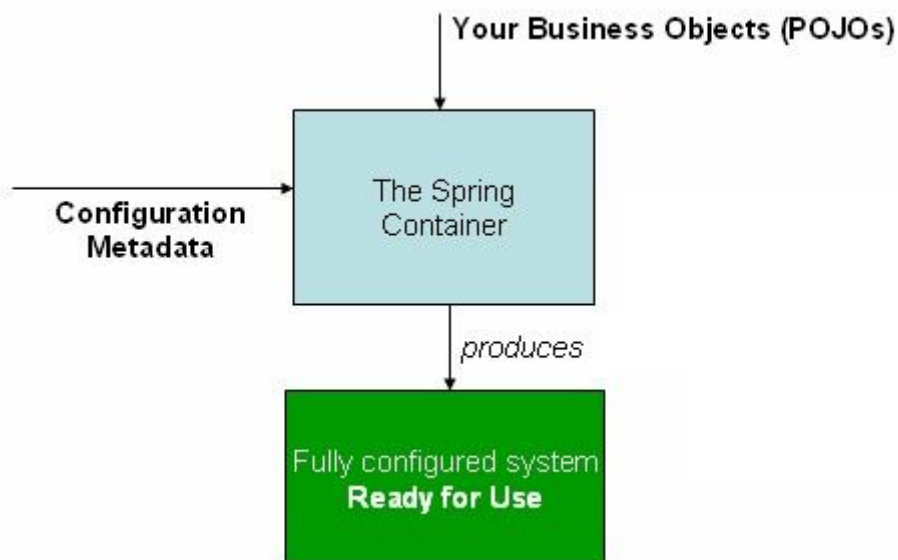 Your Business Objects (POJOs)
The Spring
Container
Configuration
Metadata
produces
Fully configured system
Ready for Use